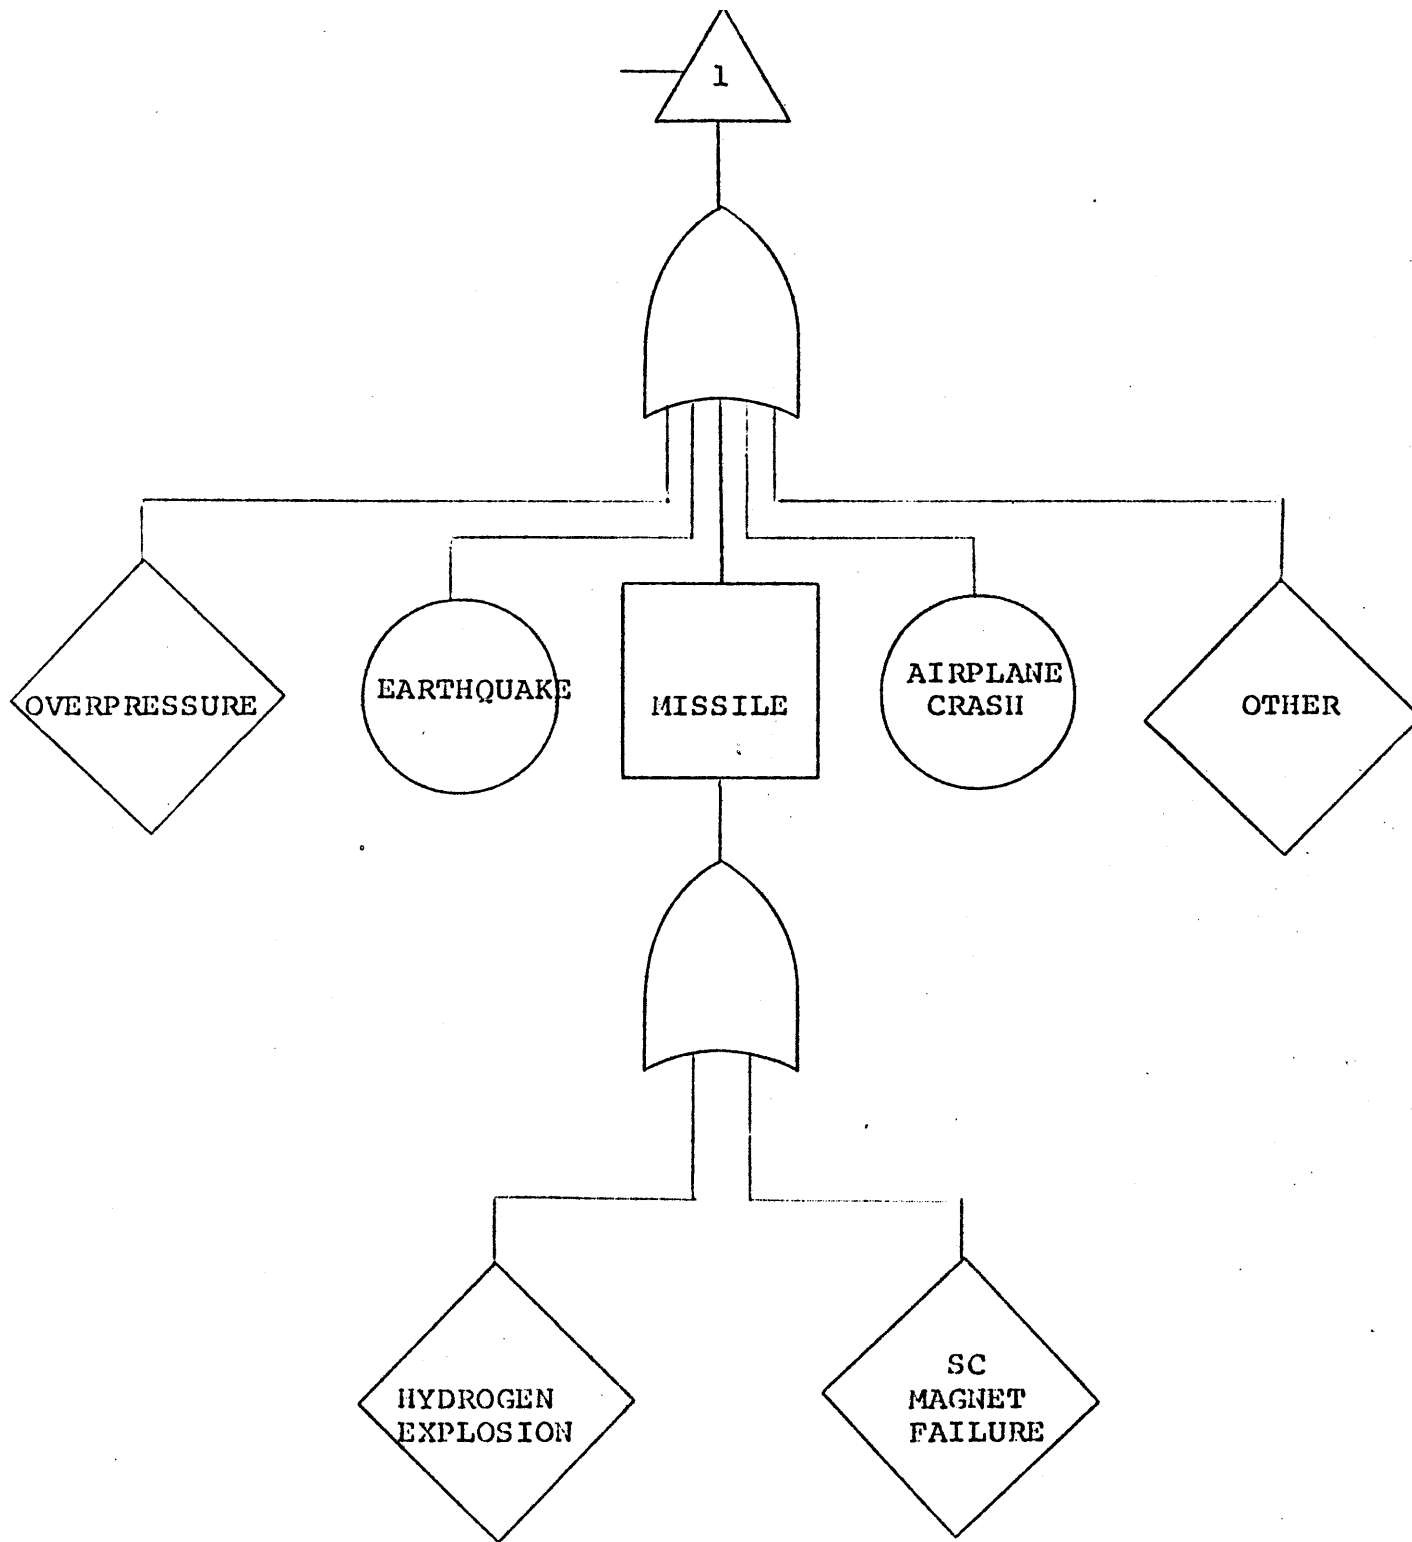 1
OVERPRESSURE
EARTHQUAKE
MISSILE
AIRPLANE
CRASH
OTHER
HYDROGEN
EXPLOSION
SC
MAGNET
FAILURE